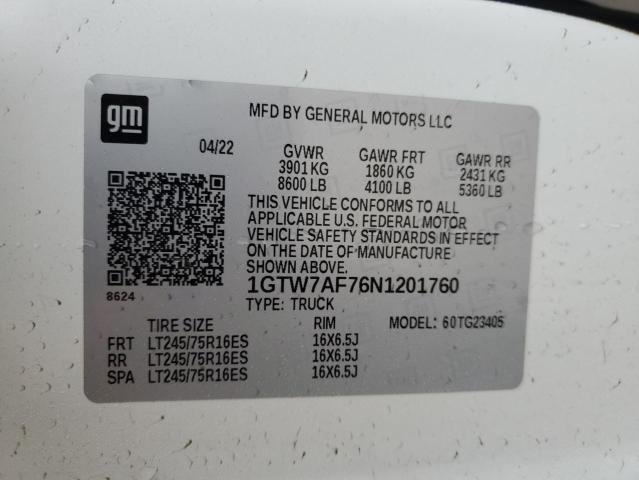 gm
MFD BY GENERAL MOTORS LLC
04/22 GVWR GAWR FRT GAWR RR
3901 KG 1860 KG 2431 KG
8600 LB 4100 LB 5360 LB
THIS VEHICLE CONFORMS TO ALL
APPLICABLE U.S. FEDERAL MOTOR
VEHICLE SAFETY STANDARDS IN EFFECT
ON THE DATE OF MANUFACTURE
SHOWN ABOVE.
8624
1GTW7AF76N1201760
TYPE: TRUCK
TIRE SIZE RIM MODEL: 60TG23405
FRT LT245/75R16ES 16X6.5J
RR LT245/75R16ES 16X6.5J
SPA LT245/75R16ES 16X6.5J